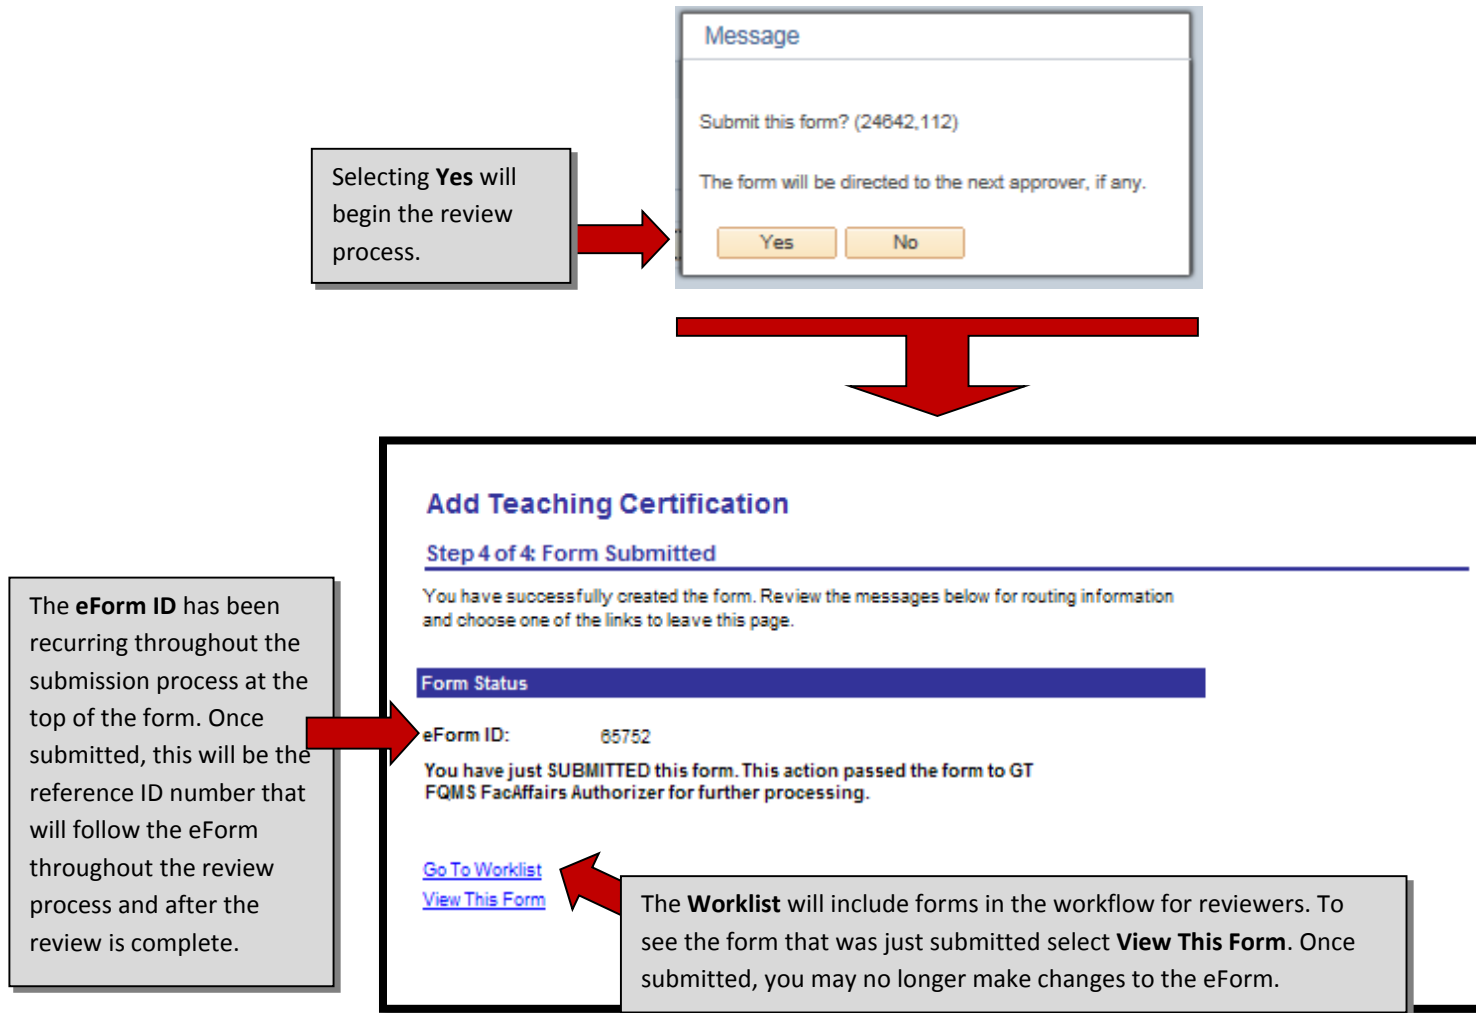 Message
Submit this form? (24642,112)
The form will be directed to the next approver, if any.
Yes No
Selecting Yes will
begin the review
process.
Add Teaching Certification
Step 4 of 4: Form Submitted
You have successfully created the form. Review the messages below for routing information
and choose one of the links to leave this page.
Form Status
eForm ID: 65752
You have just SUBMITTED this form. This action passed the form to GT
FQMS FacAffairs Authorizer for further processing.
Go To Worklist
View This Form
The eForm ID has been
recurring throughout the
submission process at the
top of the form. Once
submitted, this will be the
reference ID number that
will follow the eForm
throughout the review
process and after the
review is complete.
The Worklist will include forms in the workflow for reviewers. To
see the form that was just submitted select View This Form. Once
submitted, you may no longer make changes to the eForm.